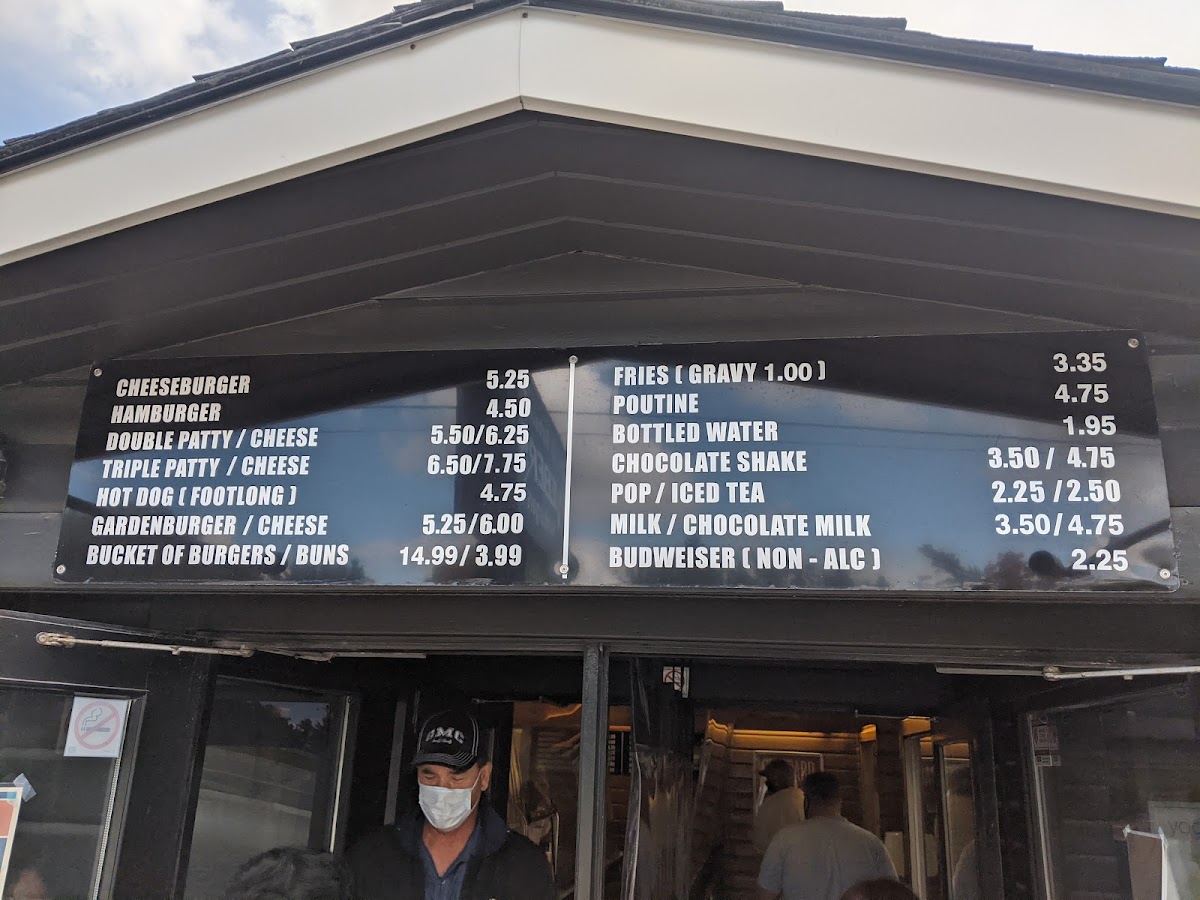 CHEESEBURGER 5.25
HAMBURGER 4.50
DOUBLE PATTY / CHEESE 5.50/6.25
TRIPLE PATTY / CHEESE 6.50/7.75
HOT DOG ( FOOTLONG ) 4.75
GARDENBURGER / CHEESE 5.25/6.00
BUCKET OF BURGERS / BUNS 14.99/ 3.99
FRIES ( GRAVY 1.00 ) 3.35
POUTINE 4.75
BOTTLED WATER 1.95
CHOCOLATE SHAKE 3.50 / 4.75
POP / ICED TEA 2.25 / 2.50
MILK / CHOCOLATE MILK 3.50/ 4.75
BUDWEISER ( NON - ALC ) 2.25
GMC